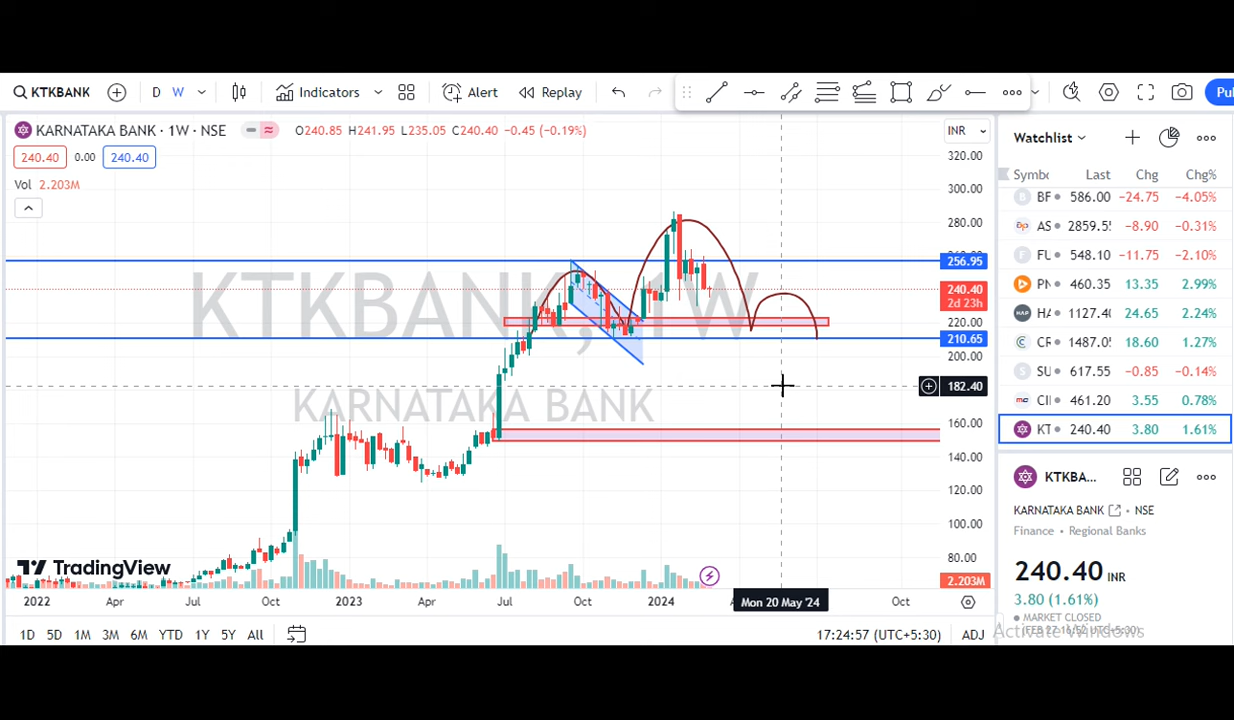 KTKBANK D W Indicators Alert Replay Pul
KARNATAKA BANK · 1W · NSE O240.85 H241.95 L235.05 C240.40 −0.45 (−0.19%) INR
240.40 0.00 240.40
Vol 2.203M
KTKBANK, 1W
KARNATAKA BANK
320.00
300.00
280.00
256.95
240.40
2d 23h
220.00
210.65
200.00
182.40
160.00
140.00
120.00
100.00
80.00
2.203M
TradingView
2022 Apr Jul Oct 2023 Apr Jul Oct 2024 Mon 20 May '24 Oct
1D 5D 1M 3M 6M YTD 1Y 5Y All 17:24:57 (UTC+5:30) ADJ
Watchlist
Symb Last Chg Chg%
BF 586.00 −24.75 −4.05%
AS 2859.5 −8.90 −0.31%
FL 548.10 −11.75 −2.10%
PN 460.35 13.35 2.99%
HA 1127.4 24.65 2.24%
CF 1487.0 18.60 1.27%
SU 617.55 −0.85 −0.14%
CII 461.20 3.55 0.78%
KT 240.40 3.80 1.61%
KTKBA...
KARNATAKA BANK · NSE
Finance · Regional Banks
240.40 INR
3.80 (1.61%)
MARKET CLOSED
Activate Windows